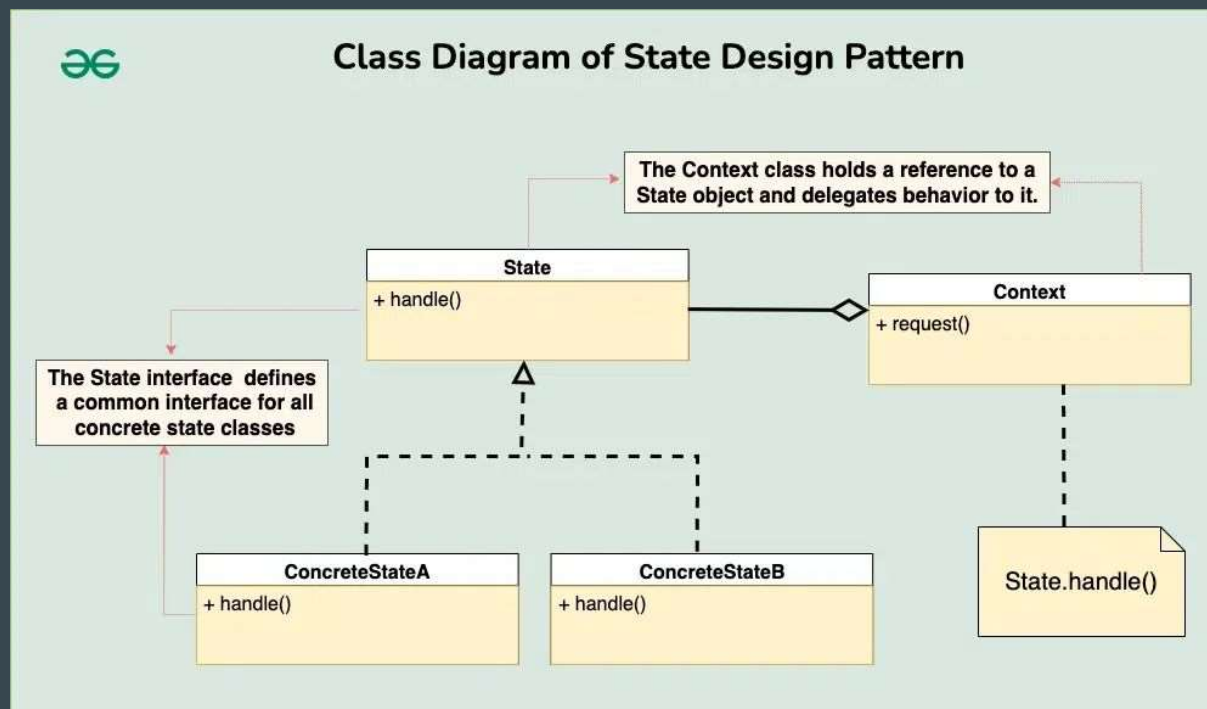 Class Diagram of State Design Pattern
The Context class holds a reference to a
State object and delegates behavior to it.
State
+ handle()
Context
+ request()
The State interface defines
a common interface for all
concrete state classes
ConcreteStateA
+ handle()
ConcreteStateB
+ handle()
State.handle()